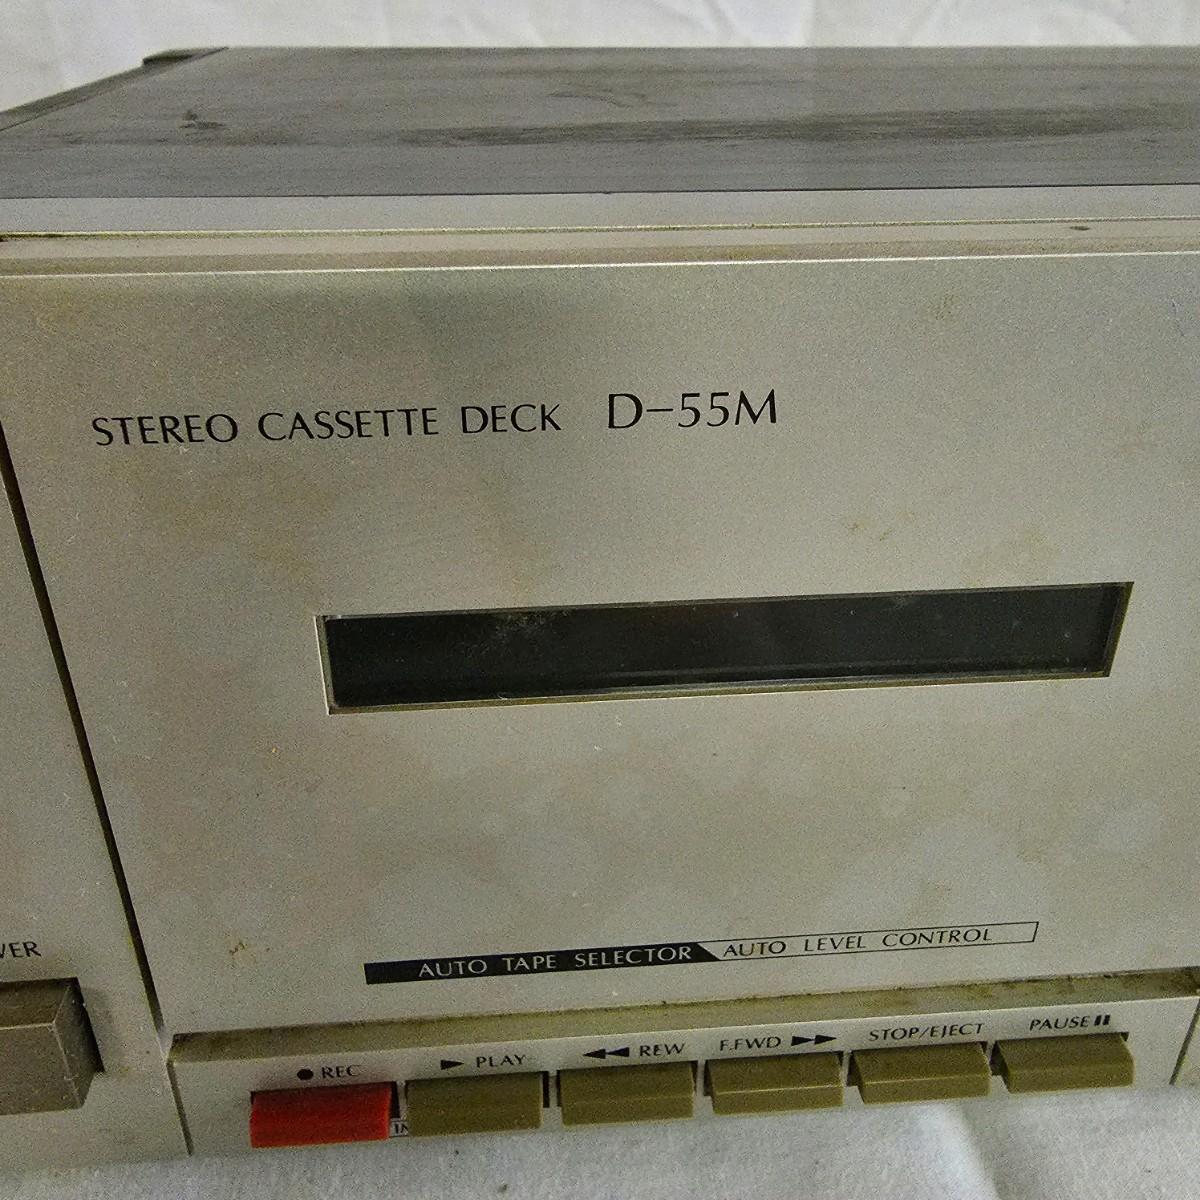 STEREO CASSETTE DECK D-55M
AUTO TAPE SELECTOR AUTO LEVEL CONTROL
● REC ► PLAY ◄◄ REW F.FWD ►► STOP/EJECT PAUSE ⏸